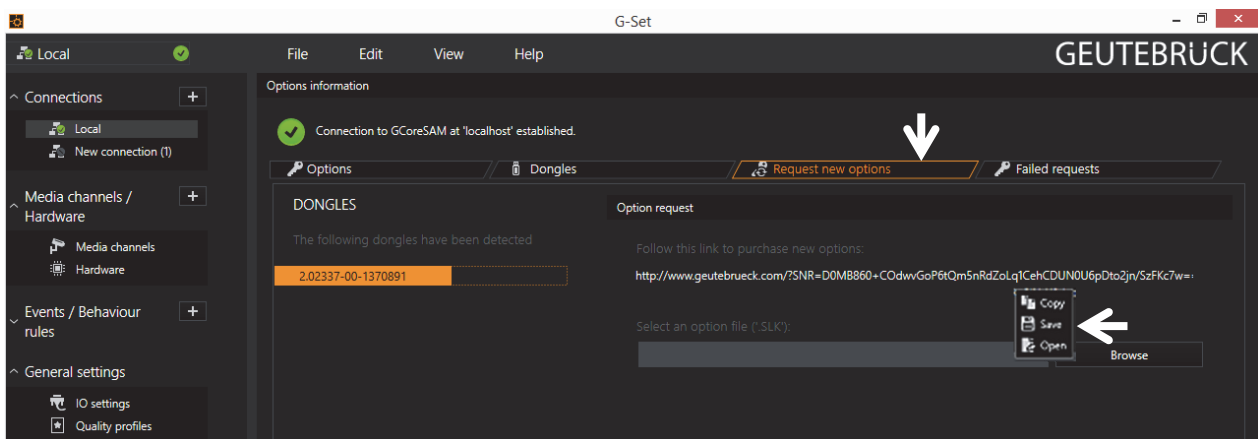 G-Set
Local
File Edit View Help
GEUTEBRÜCK
Connections
Local
New connection (1)
Media channels /
Hardware
Media channels
Hardware
Events / Behaviour
rules
General settings
IO settings
Quality profiles
Options information
Connection to GCoreSAM at 'localhost' established.
Options Dongles Request new options Failed requests
DONGLES
The following dongles have been detected
2.02337-00-1370891
Option request
Follow this link to purchase new options:
http://www.geutebrueck.com/?SNR=D0MB860+COdwvGoP6tQm5nRdZoLq1CehCDUN0U6pDto2jn/SzFKc7w=
Copy
Save
Open
Select an option file ('.SLK'):
Browse